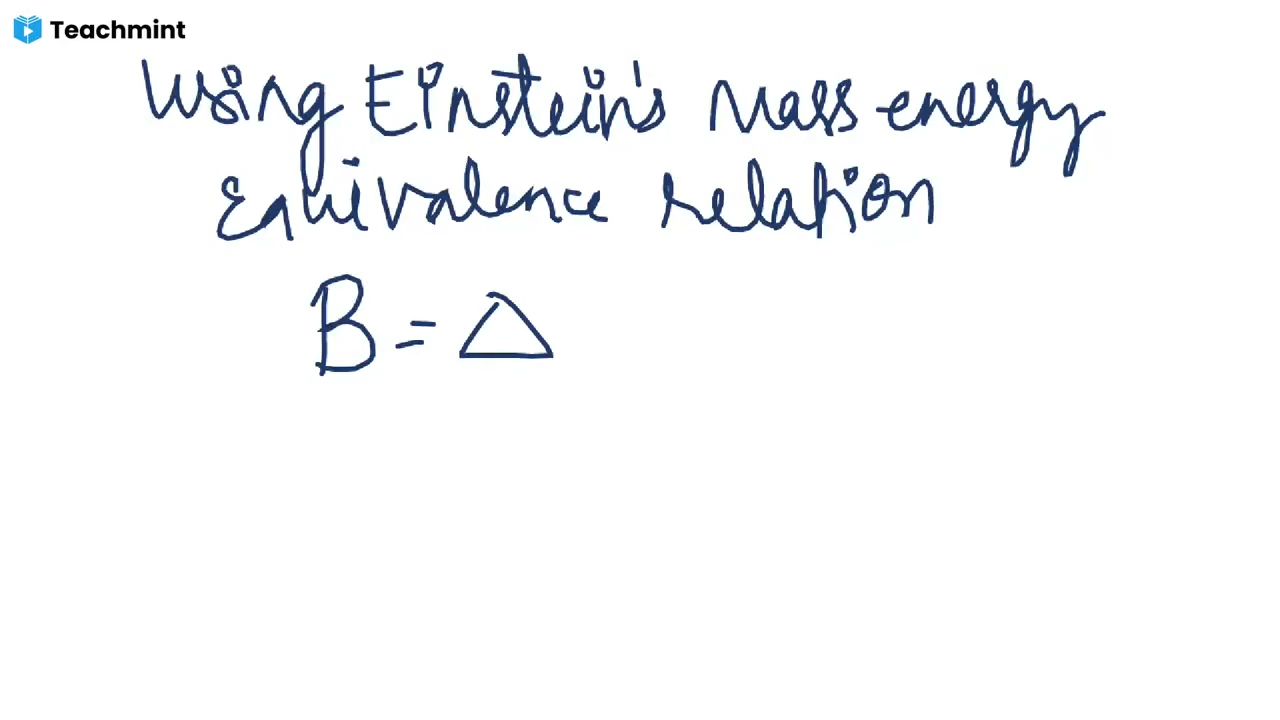 Teachmint
Using Einstein's Mass energy
Equivalence relation
B = Δ